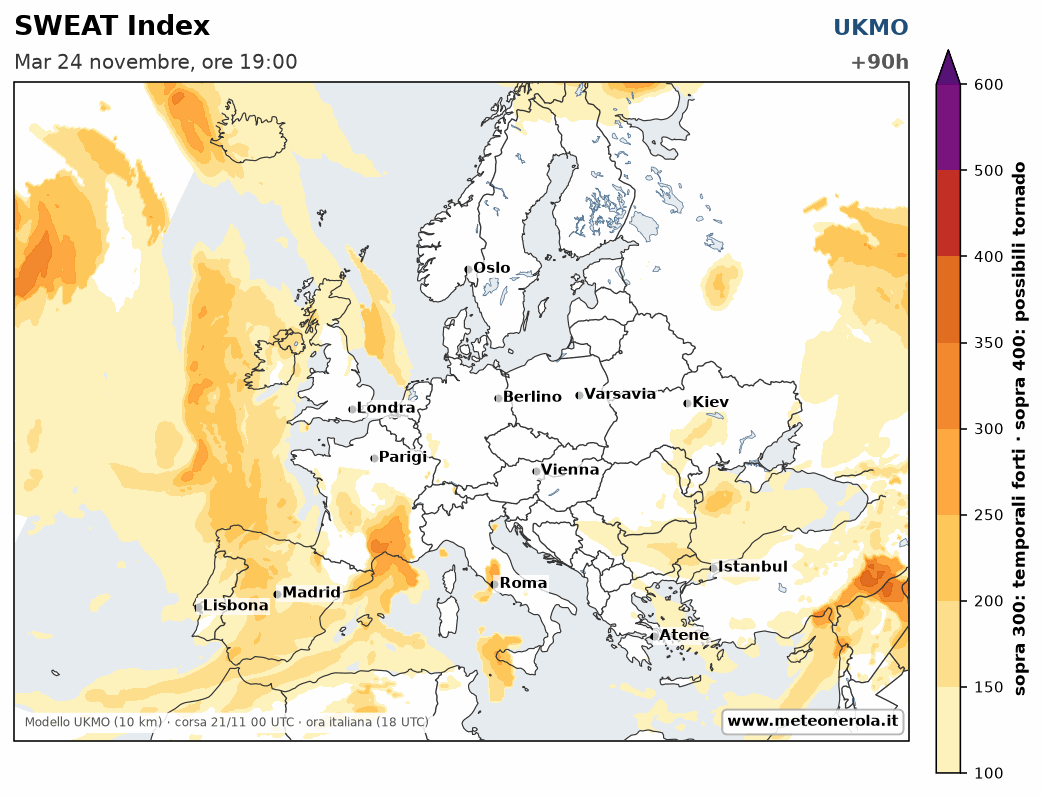 SWEAT Index
UKMO
Mar 24 novembre, ore 19:00
+90h
Oslo
Londra
Berlino
Varsavia
Kiev
Parigi
Vienna
Istanbul
Roma
Madrid
Lisbona
Atene
Modello UKMO (10 km) · corsa 21/11 00 UTC · ora italiana (18 UTC)
www.meteonerola.it
600
500
400
350
300
250
200
150
100
sopra 300: temporali forti · sopra 400: possibili tornado